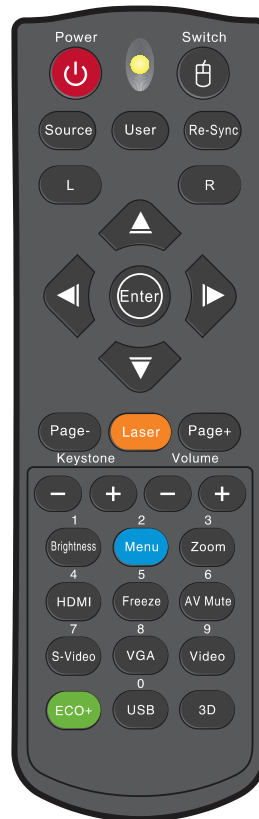 Power Switch
Source User Re-Sync
L R
Enter
Page- Laser Page+
Keystone Volume
− + − +
1 2 3
Brightness Menu Zoom
4 5 6
HDMI Freeze AV Mute
7 8 9
S-Video VGA Video
0
ECO+ USB 3D